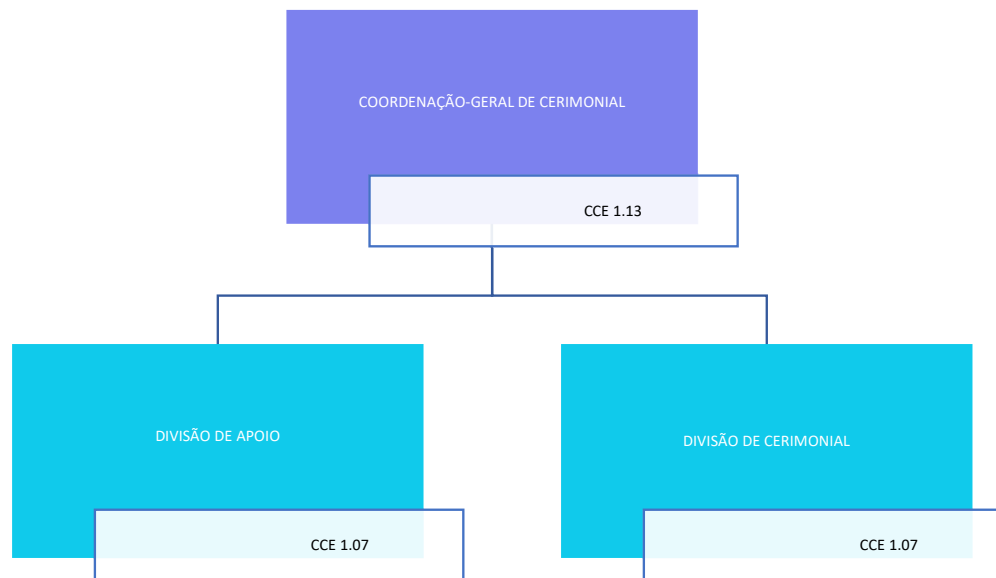 COORDENAÇÃO-GERAL DE CERIMONIAL
CCE 1.13
DIVISÃO DE APOIO
CCE 1.07
DIVISÃO DE CERIMONIAL
CCE 1.07